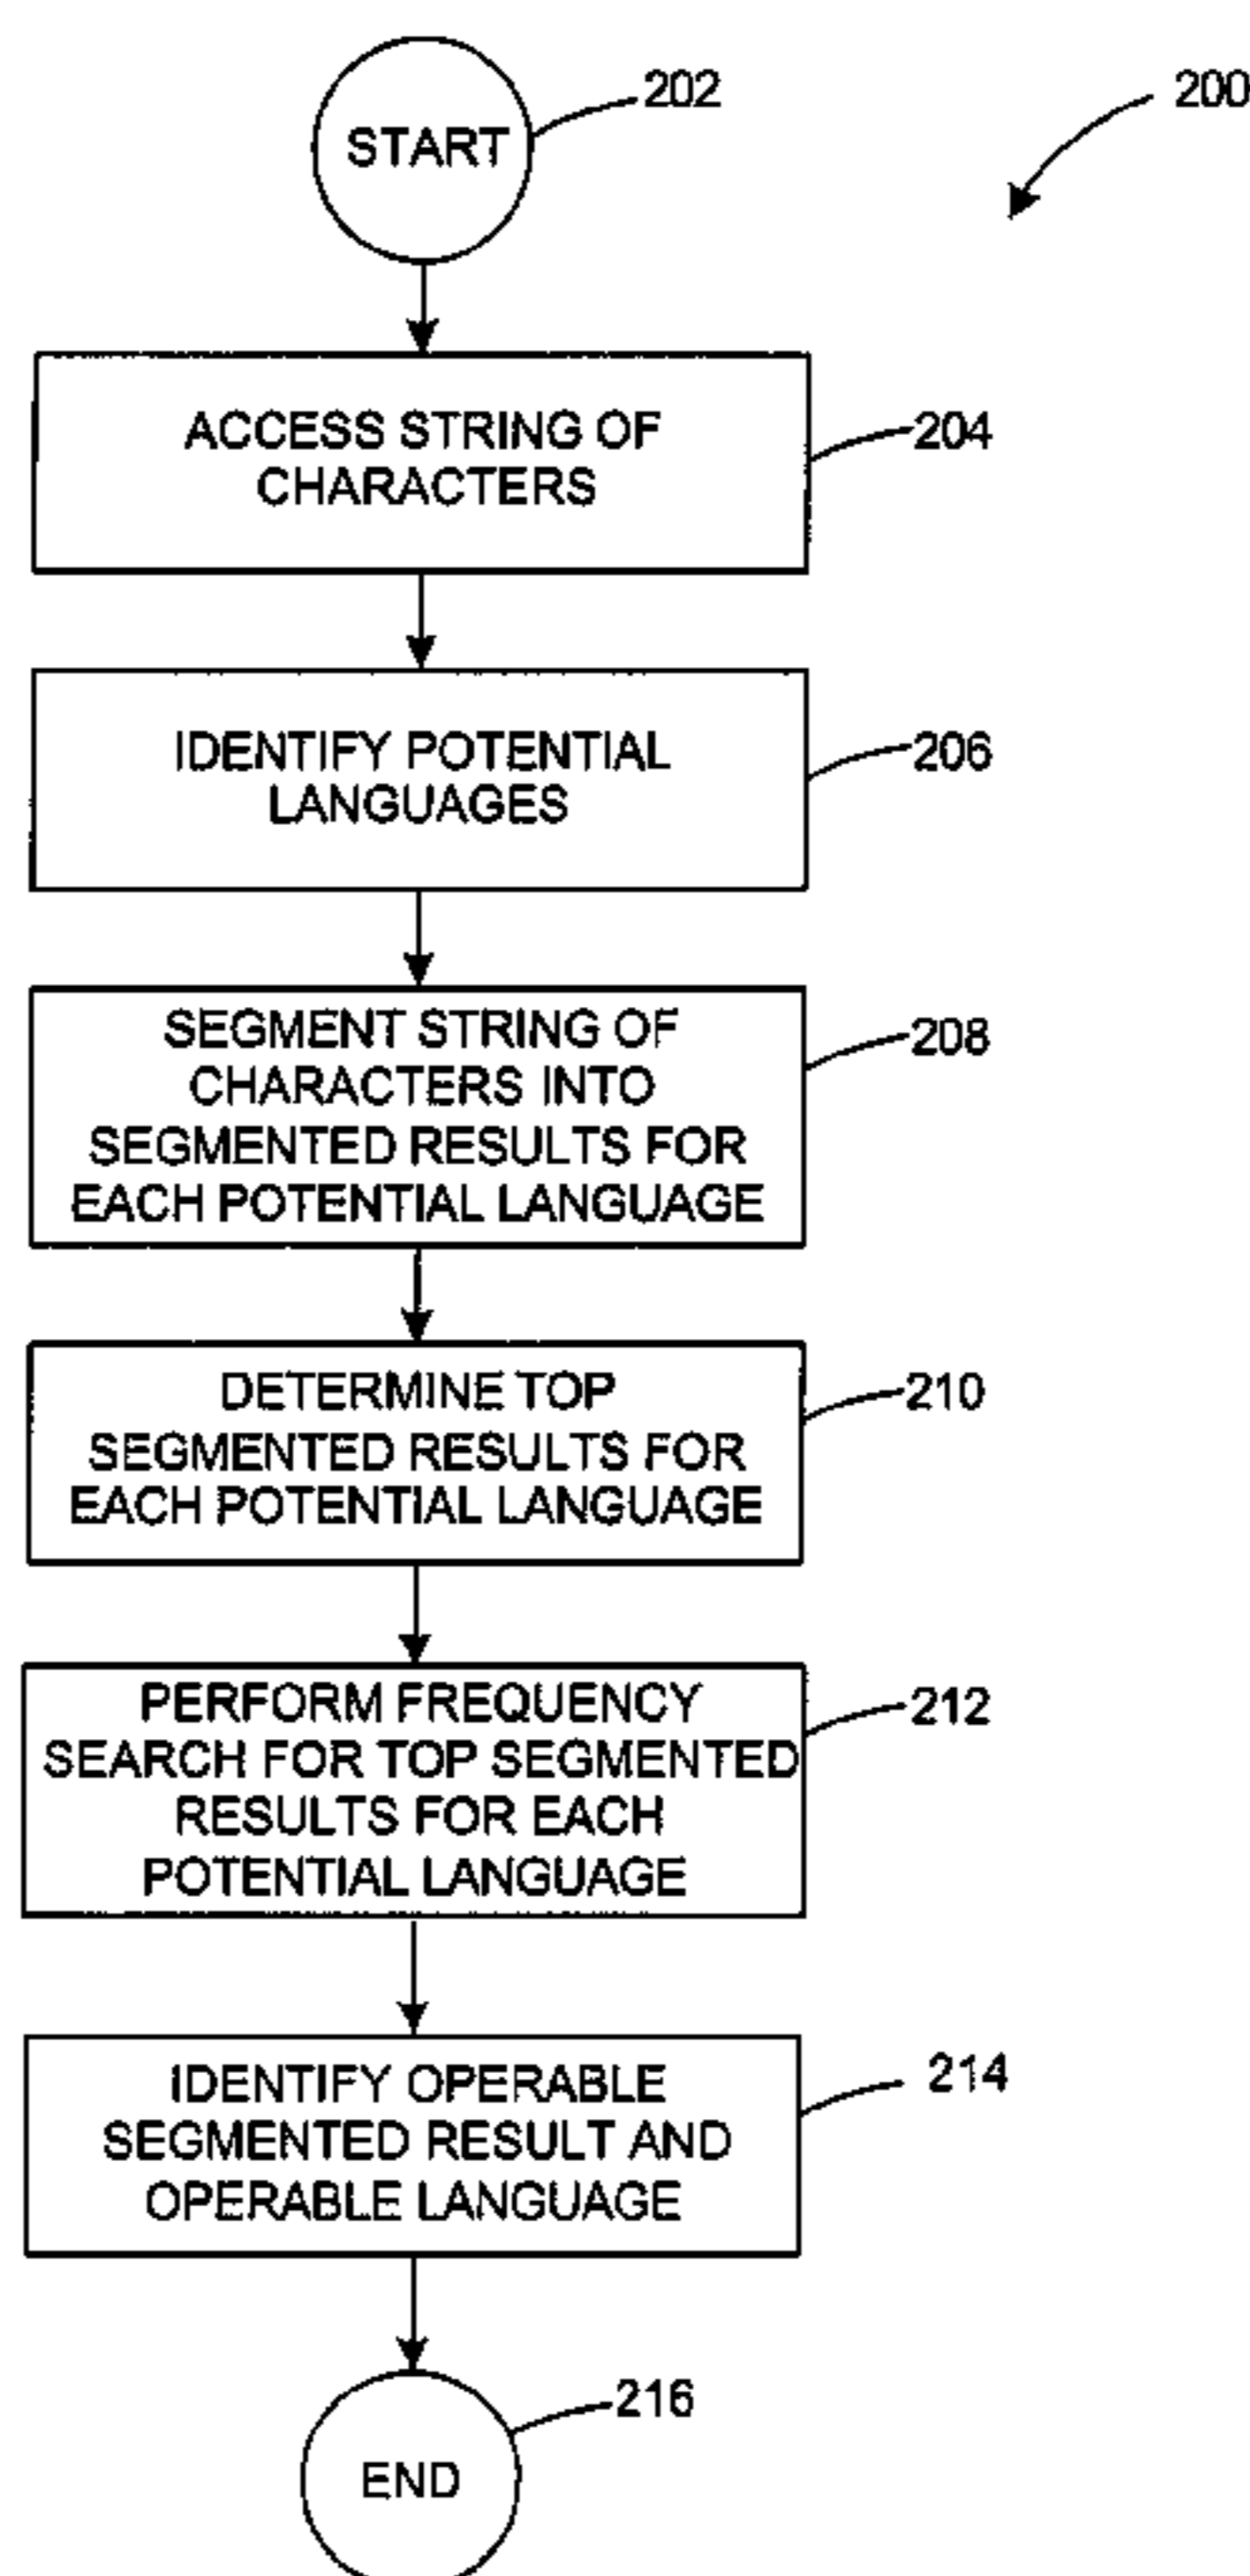 START
202
200
ACCESS STRING OF
CHARACTERS
204
IDENTIFY POTENTIAL
LANGUAGES
206
SEGMENT STRING OF
CHARACTERS INTO
SEGMENTED RESULTS FOR
EACH POTENTIAL LANGUAGE
208
DETERMINE TOP
SEGMENTED RESULTS FOR
EACH POTENTIAL LANGUAGE
210
PERFORM FREQUENCY
SEARCH FOR TOP SEGMENTED
RESULTS FOR EACH
POTENTIAL LANGUAGE
212
IDENTIFY OPERABLE
SEGMENTED RESULT AND
OPERABLE LANGUAGE
214
END
216